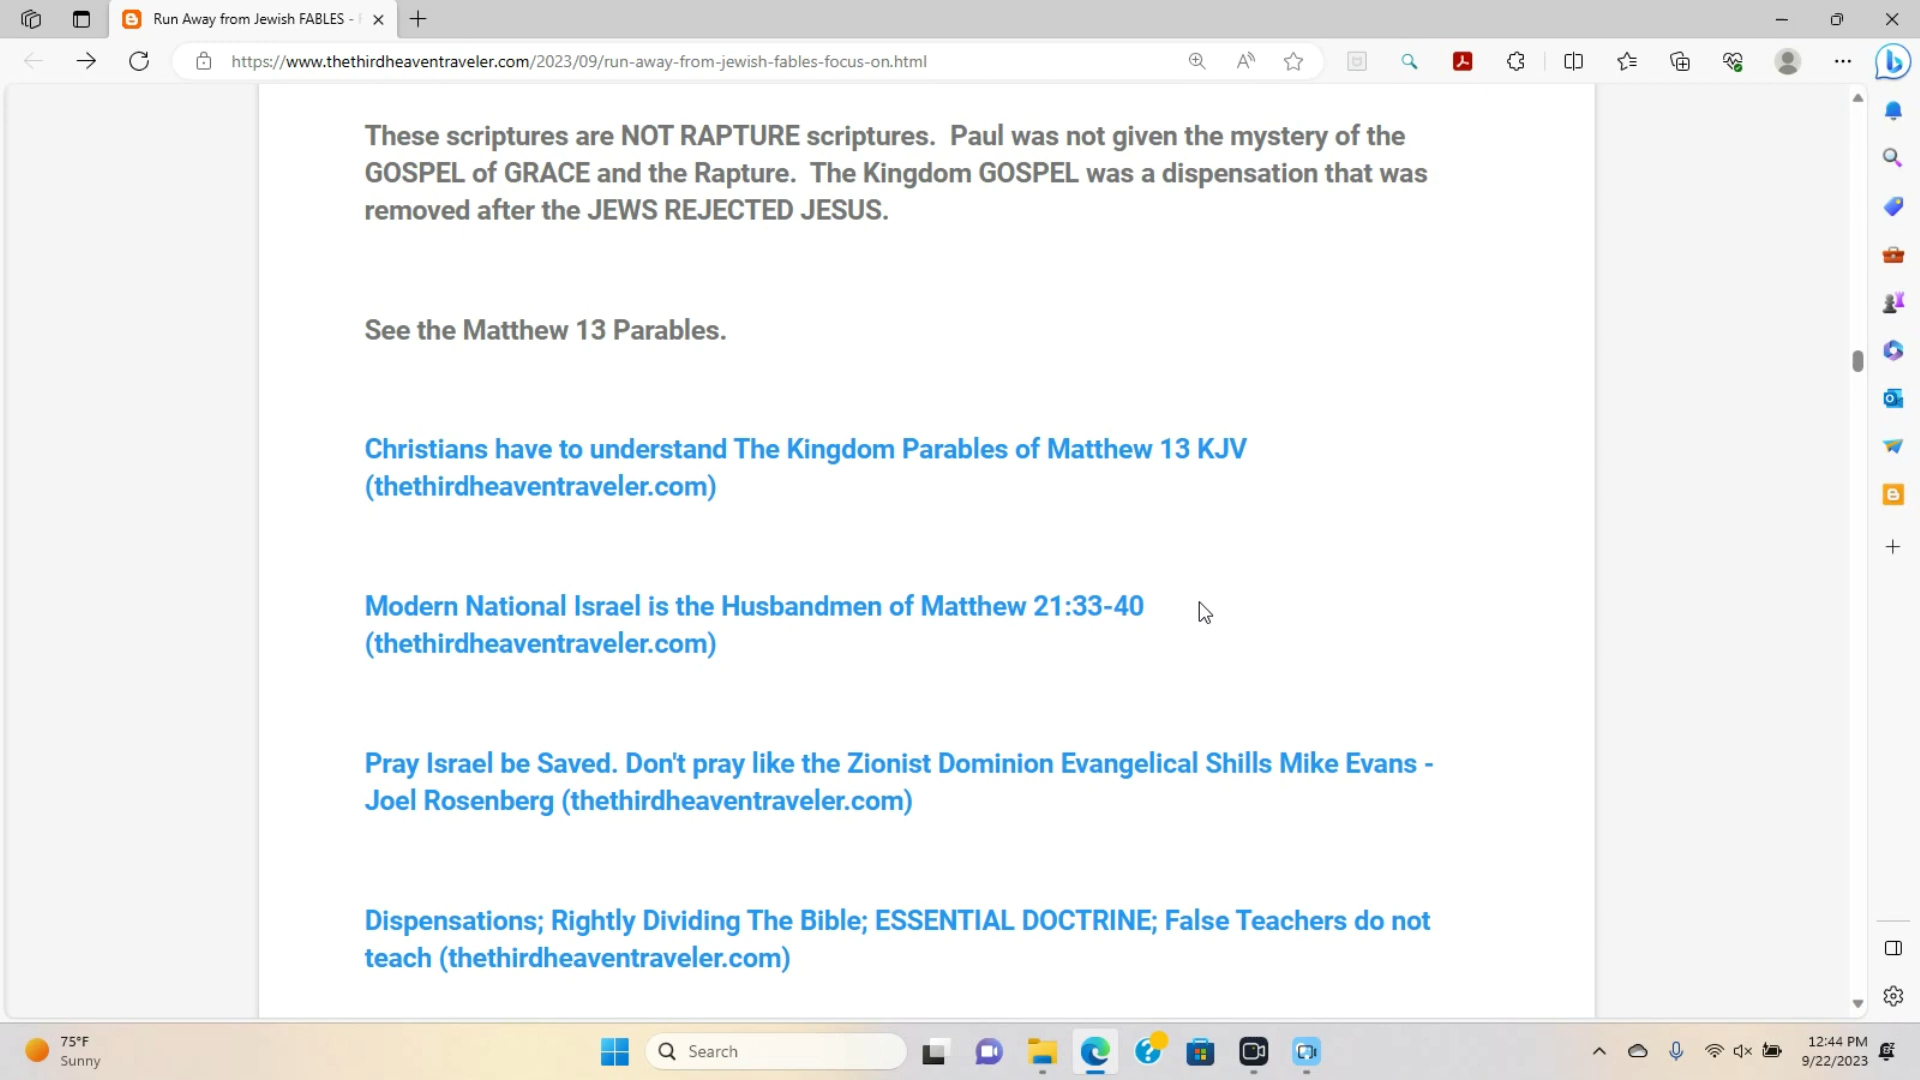 Run Away from Jewish FABLES -
https://www.thethirdheaventraveler.com/2023/09/run-away-from-jewish-fables-focus-on.html
These scriptures are NOT RAPTURE scriptures. Paul was not given the mystery of the
GOSPEL of GRACE and the Rapture. The Kingdom GOSPEL was a dispensation that was
removed after the JEWS REJECTED JESUS.
See the Matthew 13 Parables.
Christians have to understand The Kingdom Parables of Matthew 13 KJV
(thethirdheaventraveler.com)
Modern National Israel is the Husbandmen of Matthew 21:33-40
(thethirdheaventraveler.com)
Pray Israel be Saved. Don't pray like the Zionist Dominion Evangelical Shills Mike Evans -
Joel Rosenberg (thethirdheaventraveler.com)
Dispensations; Rightly Dividing The Bible; ESSENTIAL DOCTRINE; False Teachers do not
teach (thethirdheaventraveler.com)
75°F
Sunny
Search
12:44 PM
9/22/2023